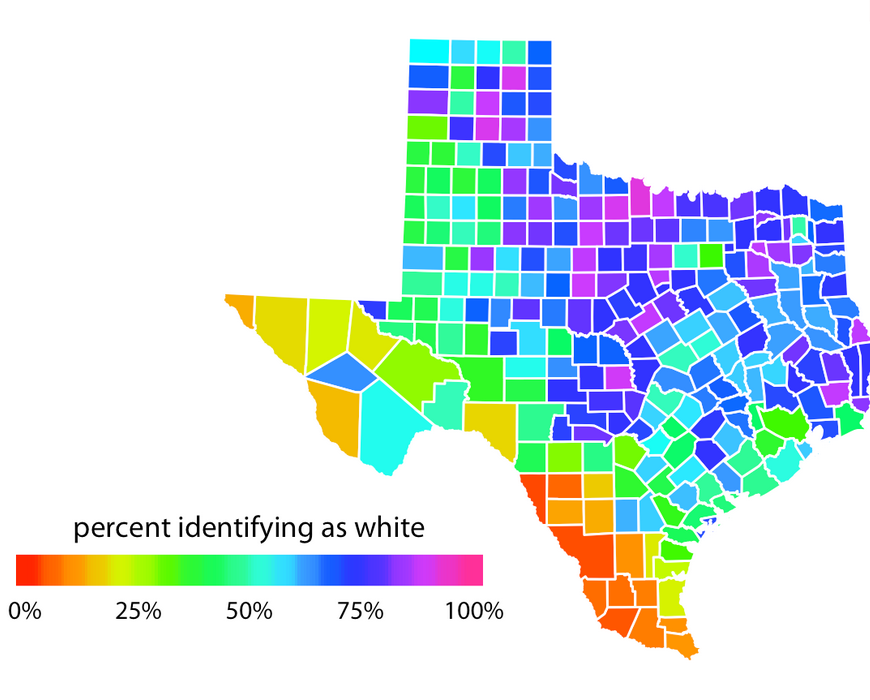 percent identifying as white
0% 25% 50% 75% 100%